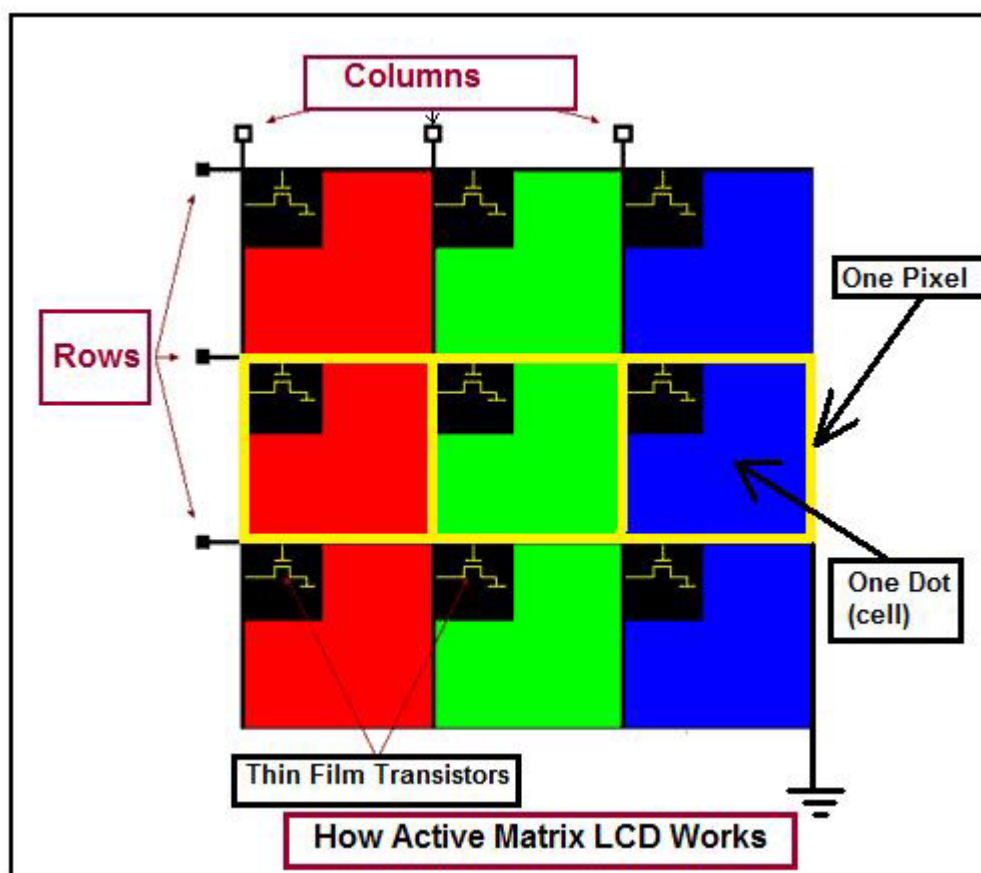 Columns
One Pixel
Rows
One Dot
(cell)
Thin Film Transistors
How Active Matrix LCD Works